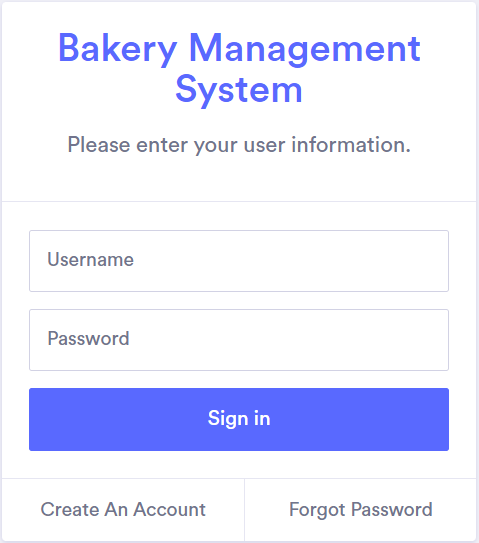 Bakery Management
System
Please enter your user information.
Username
Password
Sign in
Create An Account
Forgot Password